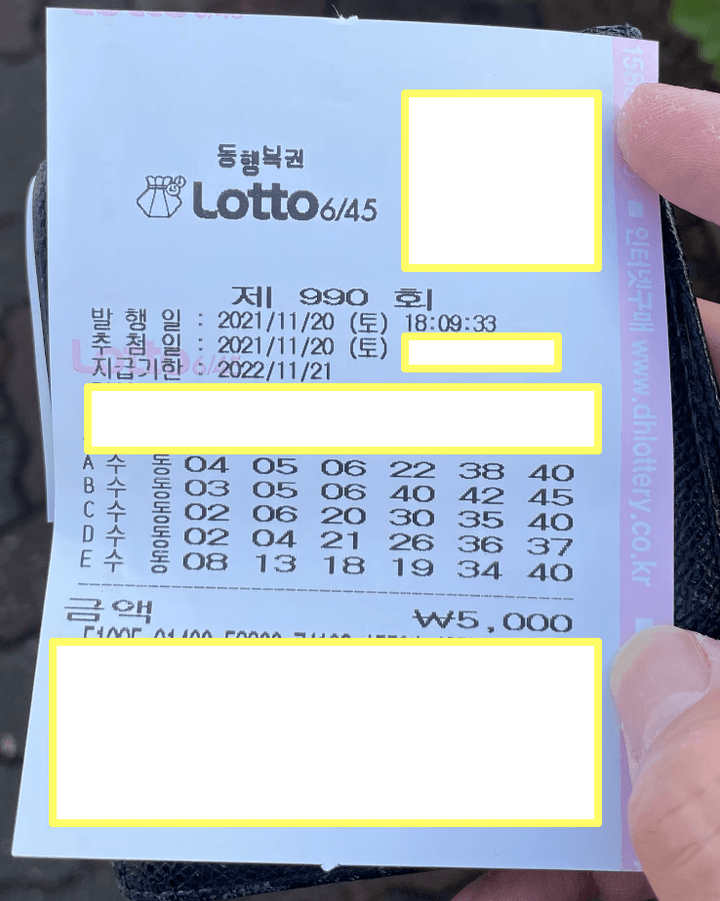 동행복권
Lotto 6/45
제 990 회
발 행 일 : 2021/11/20 (토) 18:09:33
추 첨 일 : 2021/11/20 (토)
지급기한 : 2022/11/21
A 수 동 04 05 06 22 38 40
B 수 동 03 05 06 40 42 45
C 수 동 02 06 20 30 35 40
D 수 동 02 04 21 26 36 37
E 수 동 08 13 18 19 34 40
금액 ₩5,000
■ 인터넷구매 www.dhlottery.co.kr ■
Lotto 6/45